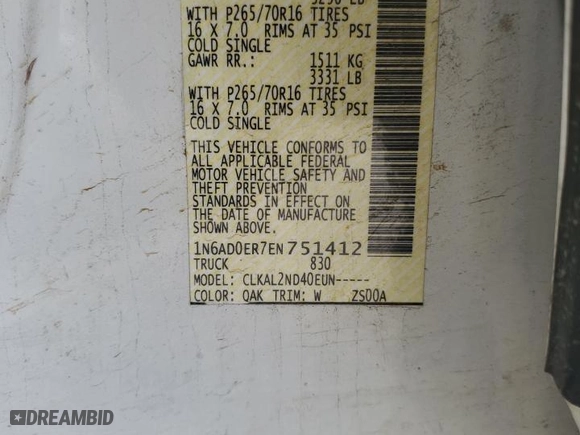 WITH P265/70R16 TIRES
16 X 7.0 RIMS AT 35 PSI
COLD SINGLE
GAWR RR.: 1511 KG
3331 LB
WITH P265/70R16 TIRES
16 X 7.0 RIMS AT 35 PSI
COLD SINGLE
THIS VEHICLE CONFORMS TO
ALL APPLICABLE FEDERAL
MOTOR VEHICLE SAFETY AND
THEFT PREVENTION
STANDARDS IN EFFECT ON
THE DATE OF MANUFACTURE
SHOWN ABOVE.
1N6AD0ER7EN751412
TRUCK 830
MODEL: CLKAL2ND40EUN-----
COLOR: QAK TRIM: W ZS00A
DREAMBID